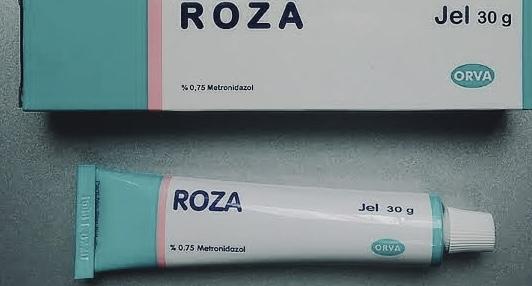 ROZA
Jel 30 g
% 0,75 Metronidazol
ORVA
ROZA
Jel 30 g
% 0,75 Metronidazol
ORVA